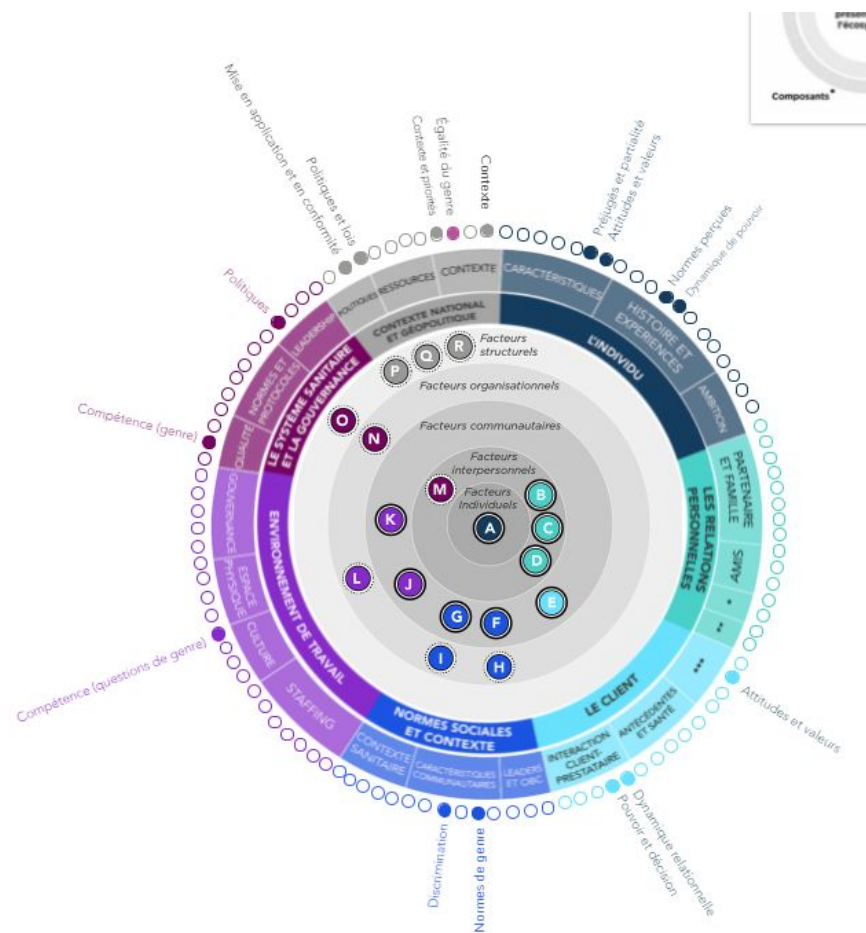 présen
l'écosy
Composants*
Mise en application et en conformité
Politiques et lois
Contexte et priorités
Égalité du genre
Contexte
Préjugés et partialité
Attitudes et valeurs
Normes perçues
Dynamique de pouvoir
Politiques
Compétence (genre)
Compétence (questions de genre)
Discrimination
Normes de genre
Pouvoir et décision
Dynamique relationnelle
Attitudes et valeurs
POLITIQUES
RESSOURCES
CONTEXTE
CONTEXTE NATIONAL
ET GÉOPOLITIQUE
CARACTÉRISTIQUES
HISTOIRE ET
EXPÉRIENCES
AMBITION
L'INDIVIDU
PARTENAIRE
ET FAMILLE
AMIS
*
**
LES RELATIONS
PERSONNELLES
***
ANTÉCÉDENTES
ET SANTÉ
INTERACTION
CLIENT-
PRESTATAIRE
LE CLIENT
LEADERS
ET OBC
CARACTÉRISTIQUES
COMMUNAUTAIRES
CONTEXTE
SANITAIRE
NORMES SOCIALES
ET CONTEXTE
STAFFING
CULTURE
ESPACE
PHYSIQUE
GOUVERNANCE
ENVIRONNEMENT DE TRAVAIL
QUALITÉ
NORMES ET
PROTOCOLES
LEADERSHIP
LE SYSTÈME SANITAIRE
ET LA GOUVERNANCE
Facteurs
structurels
Facteurs organisationnels
Facteurs communautaires
Facteurs
interpersonnels
Facteurs
Individuels
P
Q
R
O
N
M
B
K
A
C
D
L
J
E
G
F
I
H